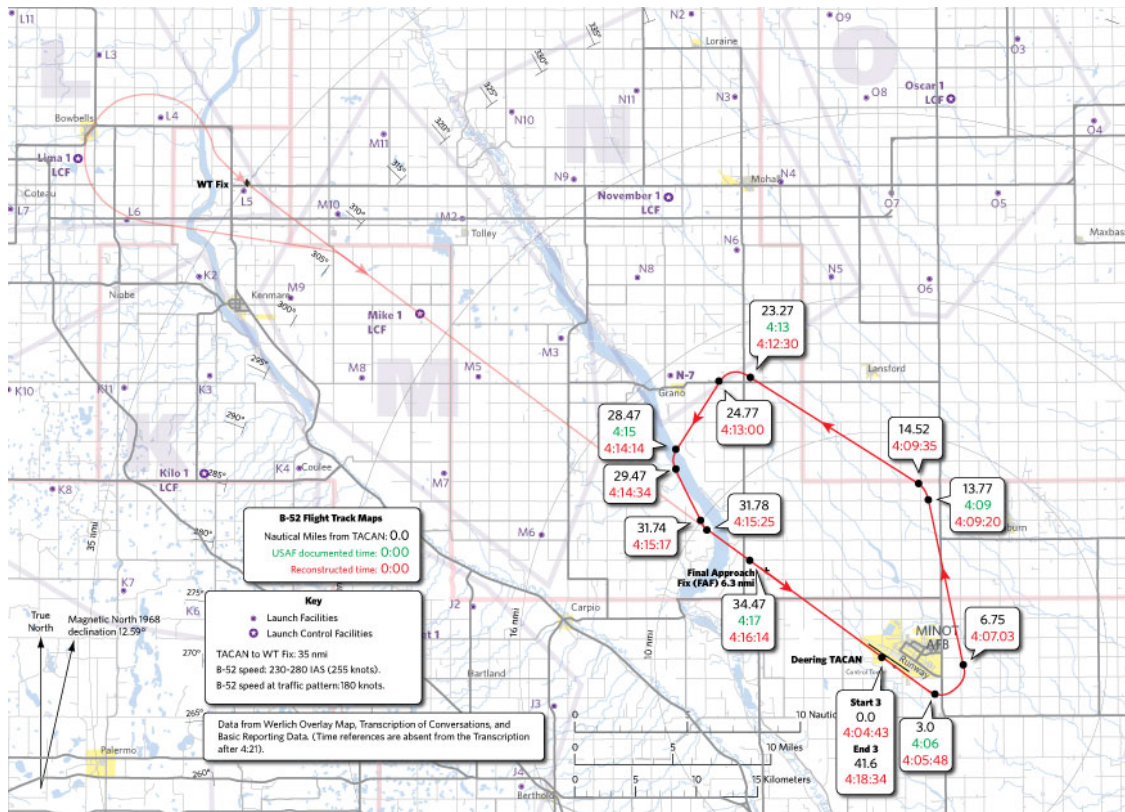 L11
L3
N2
Loraine
O9
O3
335°
330°
325°
320°
315°
310°
305°
300°
295°
290°
285°
280°
275°
270°
265°
260°
L
O
N
M
K
Bowbells
L4
Lima 1
LCF
Coteau
L7
L6
WT Fix
L5
M10
M11
M2
Tolley
N10
N11
N3
N9
November 1
LCF
Mohall
N4
O8
Oscar 1
LCF
O4
O7
O5
Maxbass
K2
Niobe
Kenmare
M9
Mike 1
LCF
N8
N6
N5
O6
M3
M8
M5
K10
K11
K3
N-7
Grano
Lansford
23.27
4:13
4:12:30
24.77
4:13:00
28.47
4:15
4:14:14
29.47
4:14:34
14.52
4:09:35
13.77
4:09
4:09:20
31.74
4:15:17
31.78
4:15:25
Kilo 1
LCF
K4
Coulee
K8
M7
M6
35 nmi
B-52 Flight Track Maps
Nautical Miles from TACAN: 0.0
USAF documented time: 0:00
Reconstructed time: 0:00
Final Approach
Fix (FAF) 6.3 nmi
34.47
4:17
4:16:14
K7
K6
True
North
Magnetic North 1968
declination 12.59°
Key
Launch Facilities
Launch Control Facilities
TACAN to WT Fix: 35 nmi
B-52 speed: 230-280 IAS (255 knots).
B-52 speed at traffic pattern:180 knots.
J2
16 nmi
Carpio
10 nmi
Hartland
J3
MINOT
AFB
Runway
6.75
4:07.03
Deering TACAN
Control Tower
Start 3
0.0
4:04:43
End 3
41.6
4:18:34
3.0
4:06
4:05:48
Data from Werlich Overlay Map, Transcription of Conversations, and
Basic Reporting Data. (Time references are absent from the Transcription
after 4:21).
0
10
0
5
10 Miles
0
5
10
15 Kilometers
Palermo
J4
Berthold